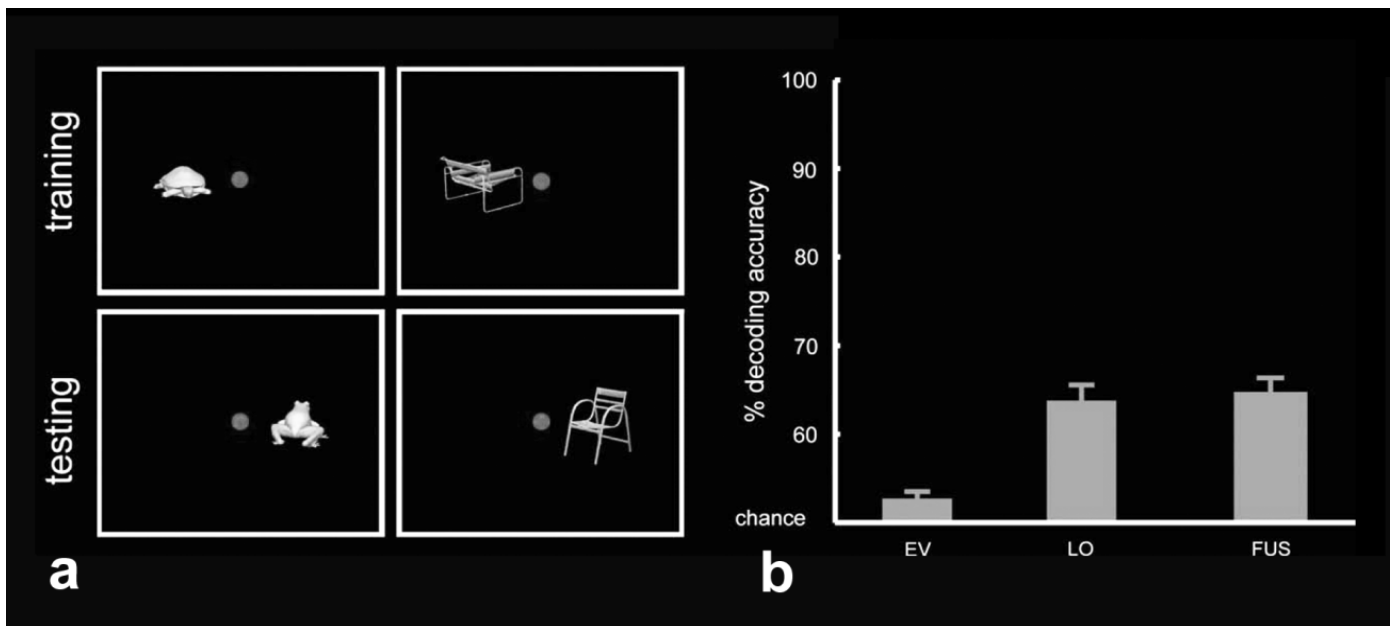 training
testing
a
100
90
80
70
60
chance
% decoding accuracy
EV LO FUS
b